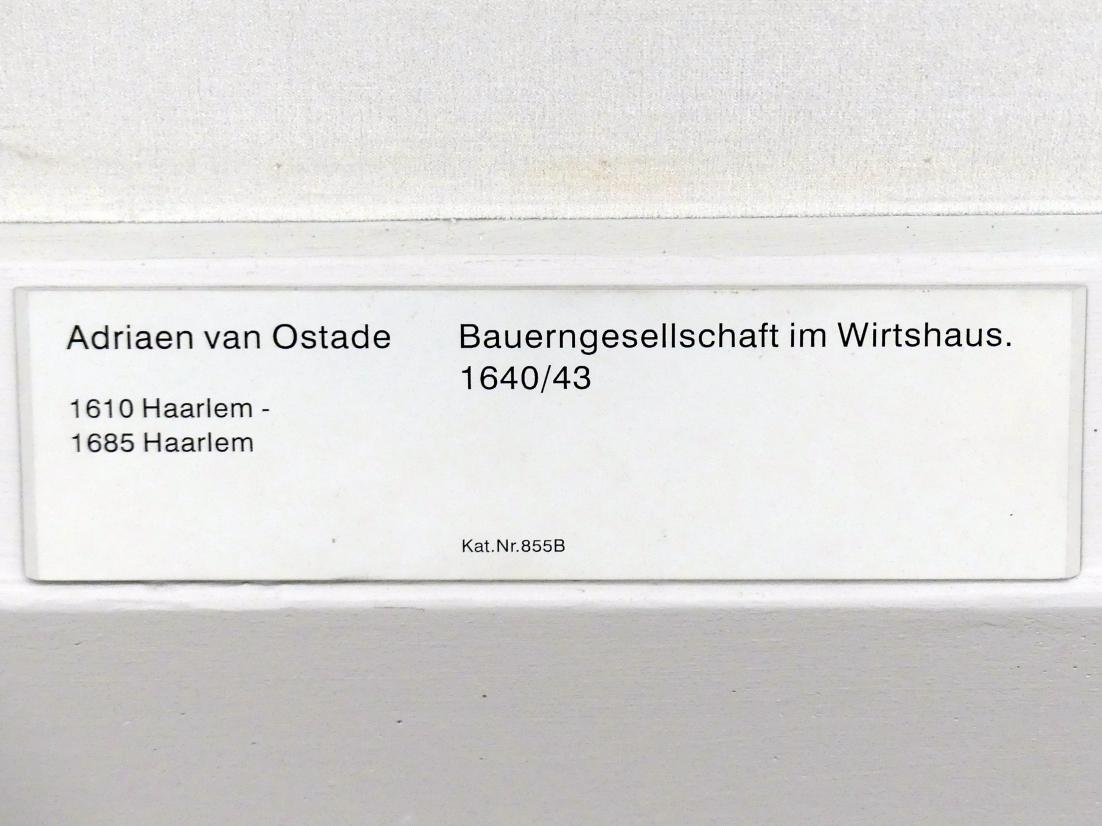 Adriaen van Ostade
1610 Haarlem -
1685 Haarlem
Bauerngesellschaft im Wirtshaus.
1640/43
Kat.Nr.855B